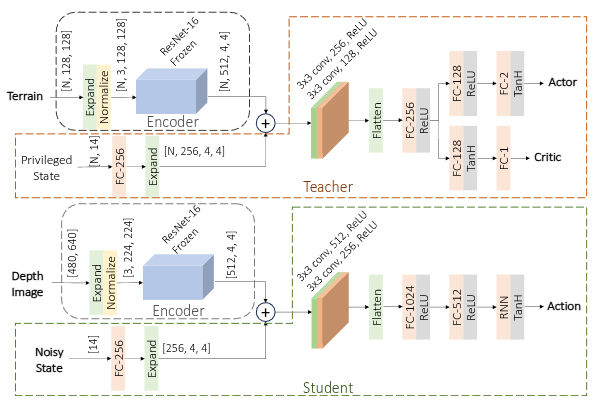 Terrain
[N, 128, 128]
Expand
Normalize
[N, 3, 128, 128]
ResNet-16
Frozen
[N, 512, 4, 4]
Encoder
Privileged
State
[N, 14]
FC-256
Expand
[N, 256, 4, 4]
+
3x3 conv, 256, ReLU
3x3 conv, 128, ReLU
Flatten
FC-256
ReLU
FC-128
ReLU
FC-2
TanH
Actor
FC-128
TanH
FC-1
Critic
Teacher
Depth
Image
[480, 640]
Expand
Normalize
[3, 224, 224]
ResNet-16
Frozen
[512, 4, 4]
Encoder
Noisy
State
[14]
FC-256
Expand
[256, 4, 4]
+
3x3 conv, 512, ReLU
3x3 conv, 256, ReLU
Flatten
FC-1024
ReLU
FC-512
ReLU
RNN
TanH
Action
Student